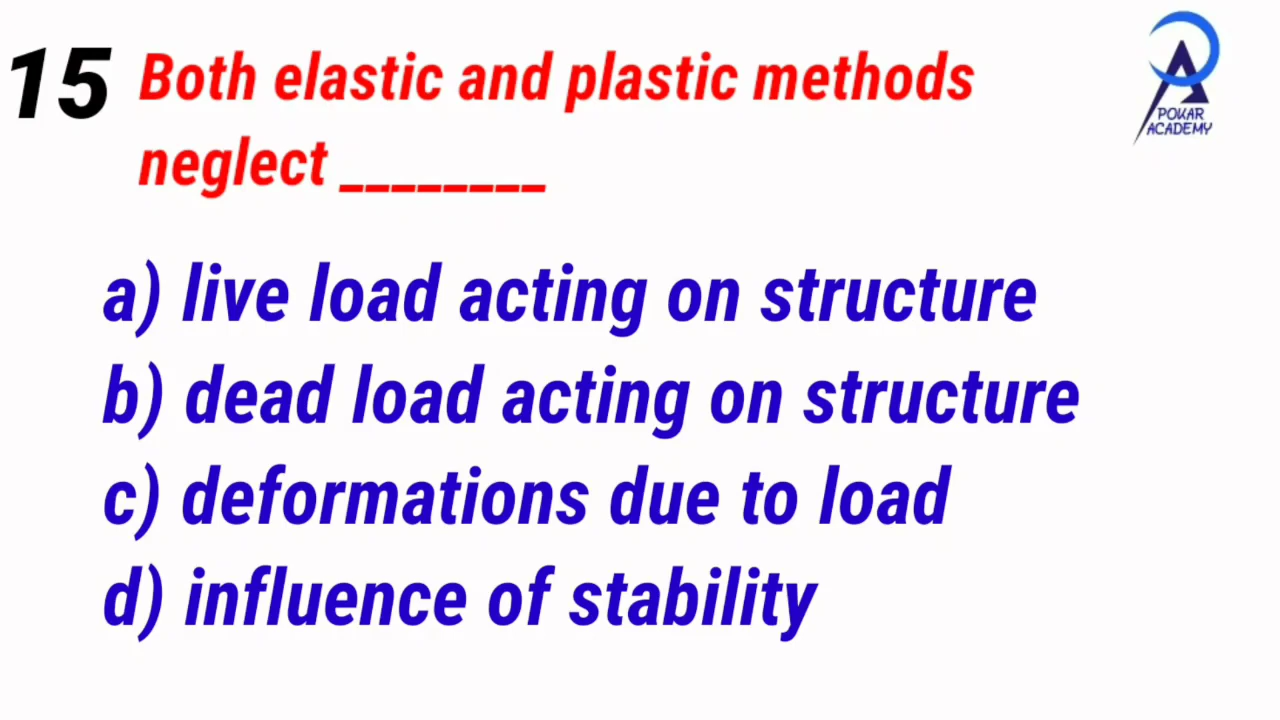 15 Both elastic and plastic methods
neglect ________
a) live load acting on structure
b) dead load acting on structure
c) deformations due to load
d) influence of stability
POKAR
ACADEMY